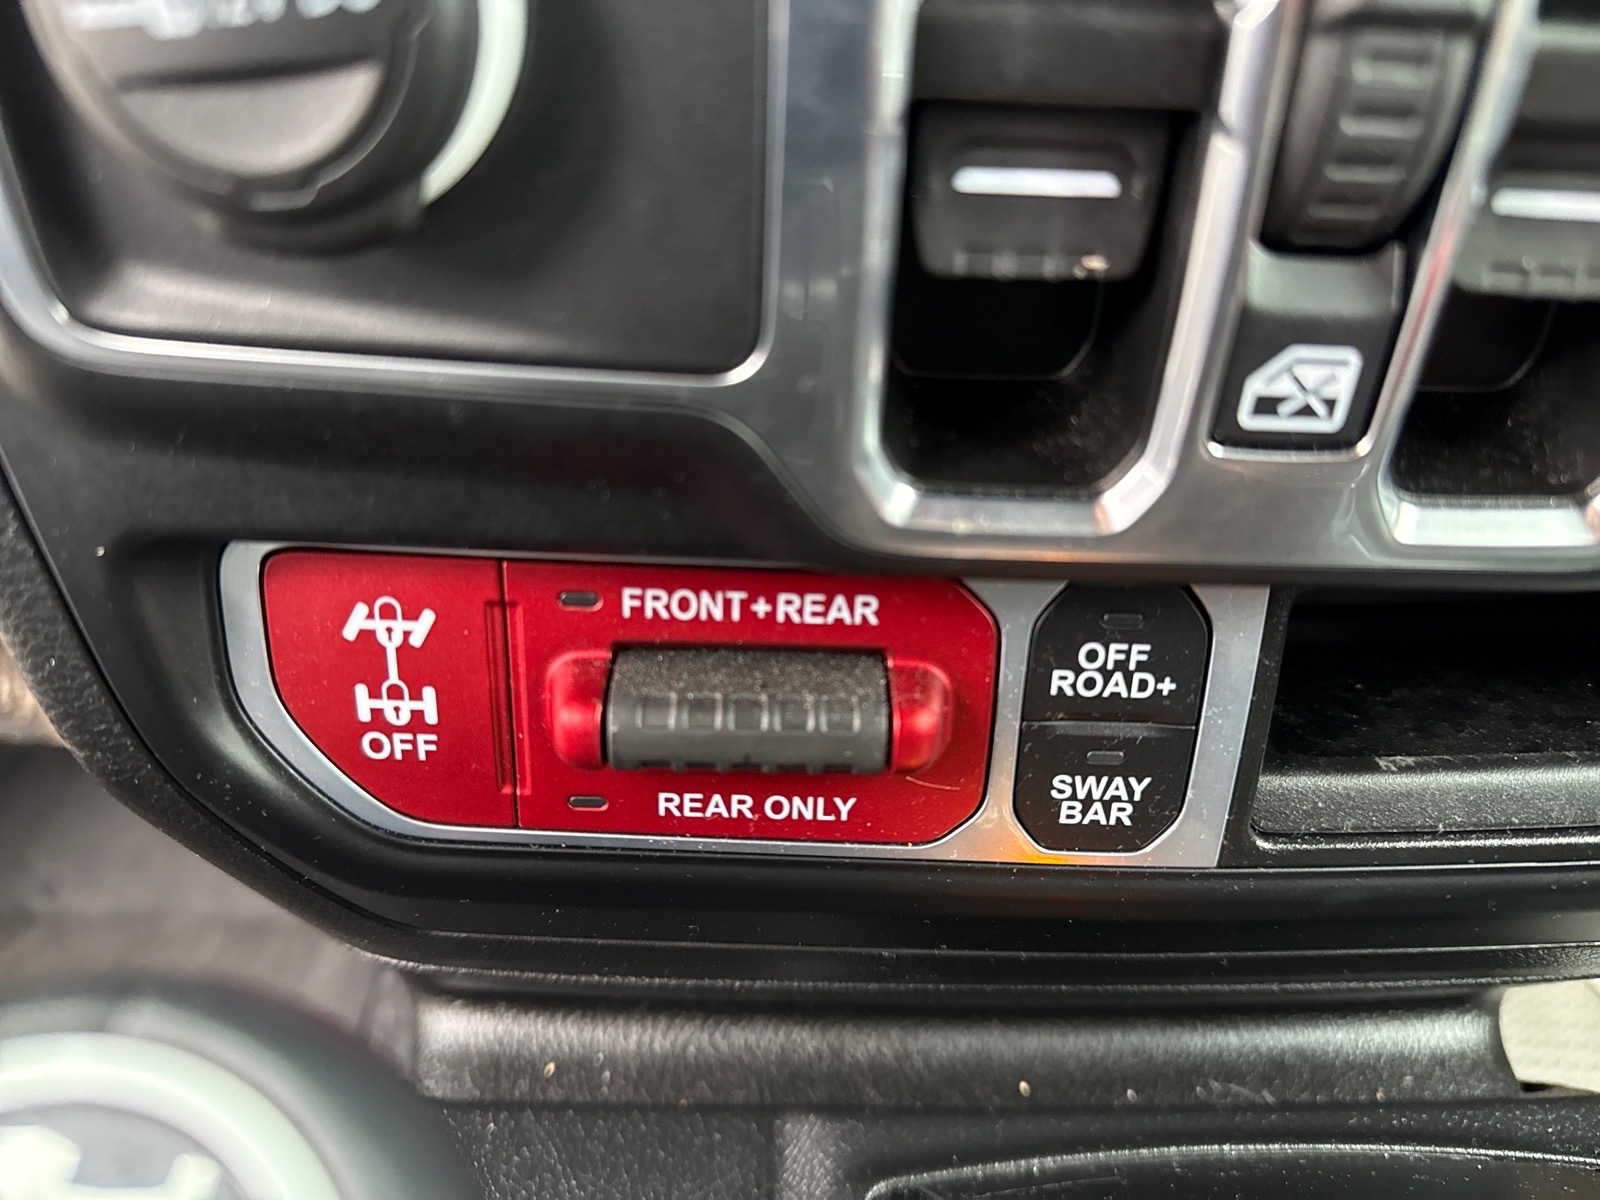 FRONT+REAR
OFF
REAR ONLY
OFF
ROAD+
SWAY
BAR